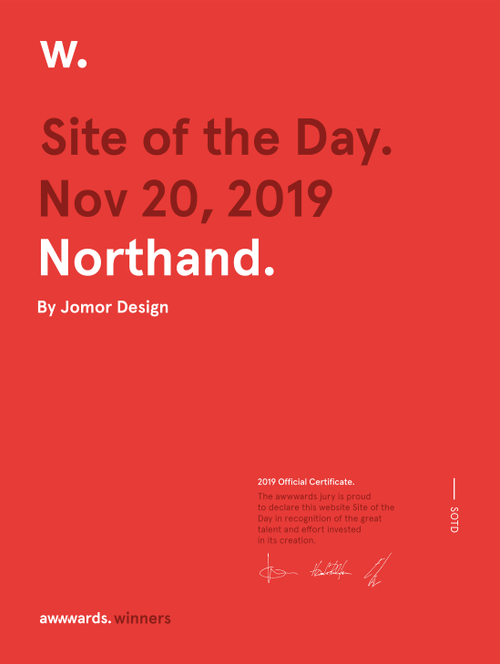 w.
Site of the Day.
Nov 20, 2019
Northand.
By Jomor Design
2019 Official Certificate.
The awwwards jury is proud
to declare this website Site of the
Day in recognition of the great
talent and effort invested
in its creation.
SOTD
awwwards. winners